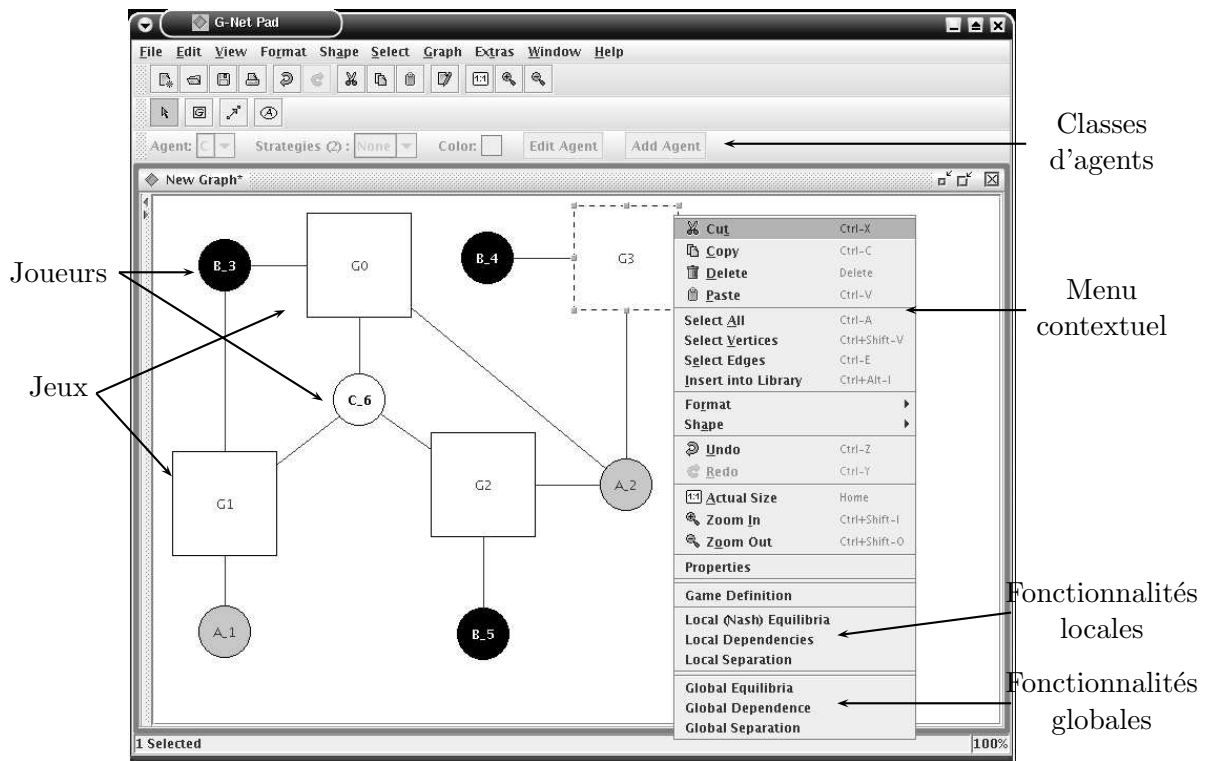 G-Net Pad
File Edit View Format Shape Select Graph Extras Window Help
1:1
G
A
Agent: C Strategies (2) : None Color: Edit Agent Add Agent
Classes
d'agents
New Graph*
B_3
G0
B_4
G3
Joueurs
Jeux
C_6
G1
G2
A_2
A_1
B_5
Cut Ctrl-X
Copy Ctrl-C
Delete Delete
Paste Ctrl-V
Select All Ctrl-A
Select Vertices Ctrl+Shift-V
Select Edges Ctrl-E
Insert into Library Ctrl+Alt-I
Format
Shape
Undo Ctrl-Z
Redo Ctrl-Y
1:1 Actual Size Home
Zoom In Ctrl+Shift-I
Zoom Out Ctrl+Shift-O
Properties
Game Definition
Local (Nash) Equilibria
Local Dependencies
Local Separation
Global Equilibria
Global Dependence
Global Separation
Menu
contextuel
Fonctionnalités
locales
Fonctionnalités
globales
1 Selected 100%